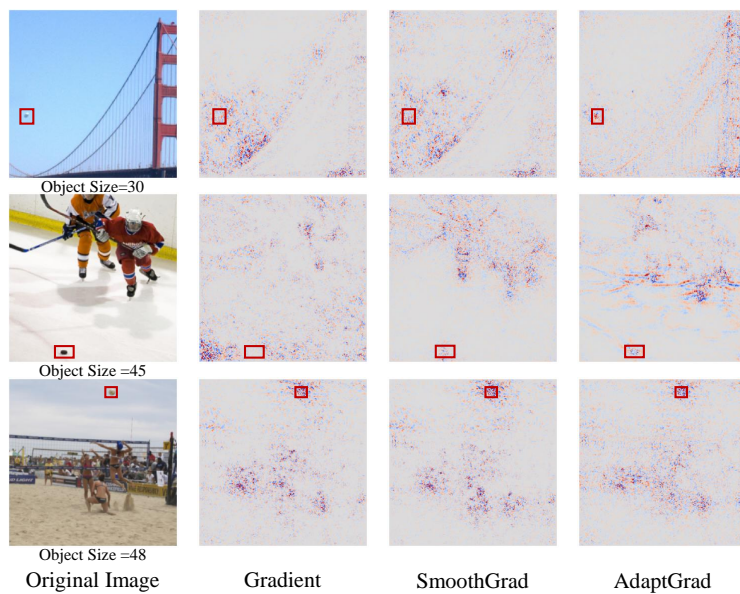 Object Size=30
Object Size =45
Object Size =48
Original Image
Gradient
SmoothGrad
AdaptGrad